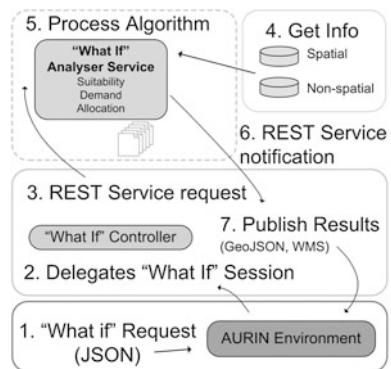 5. Process Algorithm
"What If"
Analyser Service
Suitability
Demand
Allocation
4. Get Info
Spatial
Non-spatial
6. REST Service
notification
3. REST Service request
"What If" Controller
7. Publish Results
(GeoJSON, WMS)
2. Delegates "What If" Session
1. "What if" Request
(JSON)
AURIN Environment